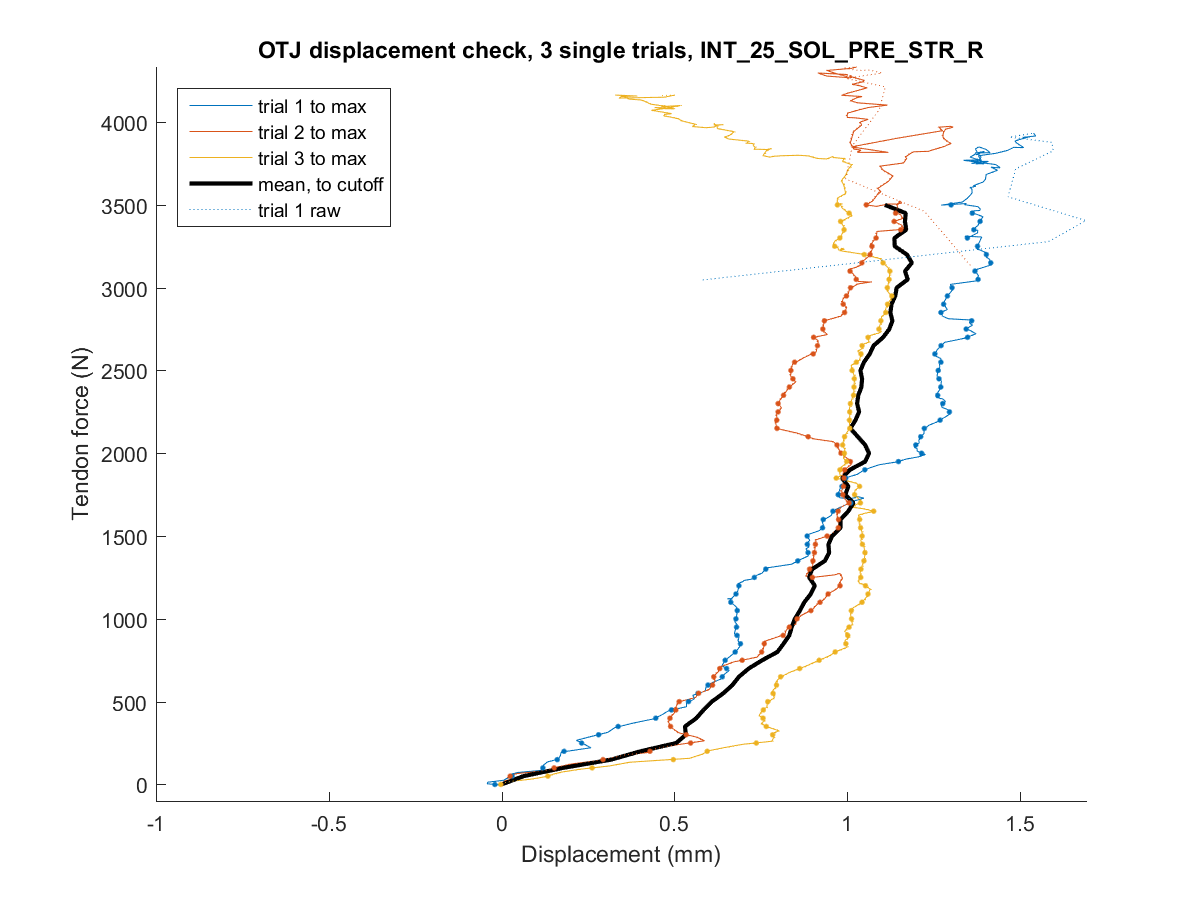 OTJ displacement check, 3 single trials, INT_25_SOL_PRE_STR_R
trial 1 to max
trial 2 to max
trial 3 to max
mean, to cutoff
trial 1 raw
4000
3500
3000
2500
2000
1500
1000
500
0
Tendon force (N)
-1
-0.5
0
0.5
1
1.5
Displacement (mm)